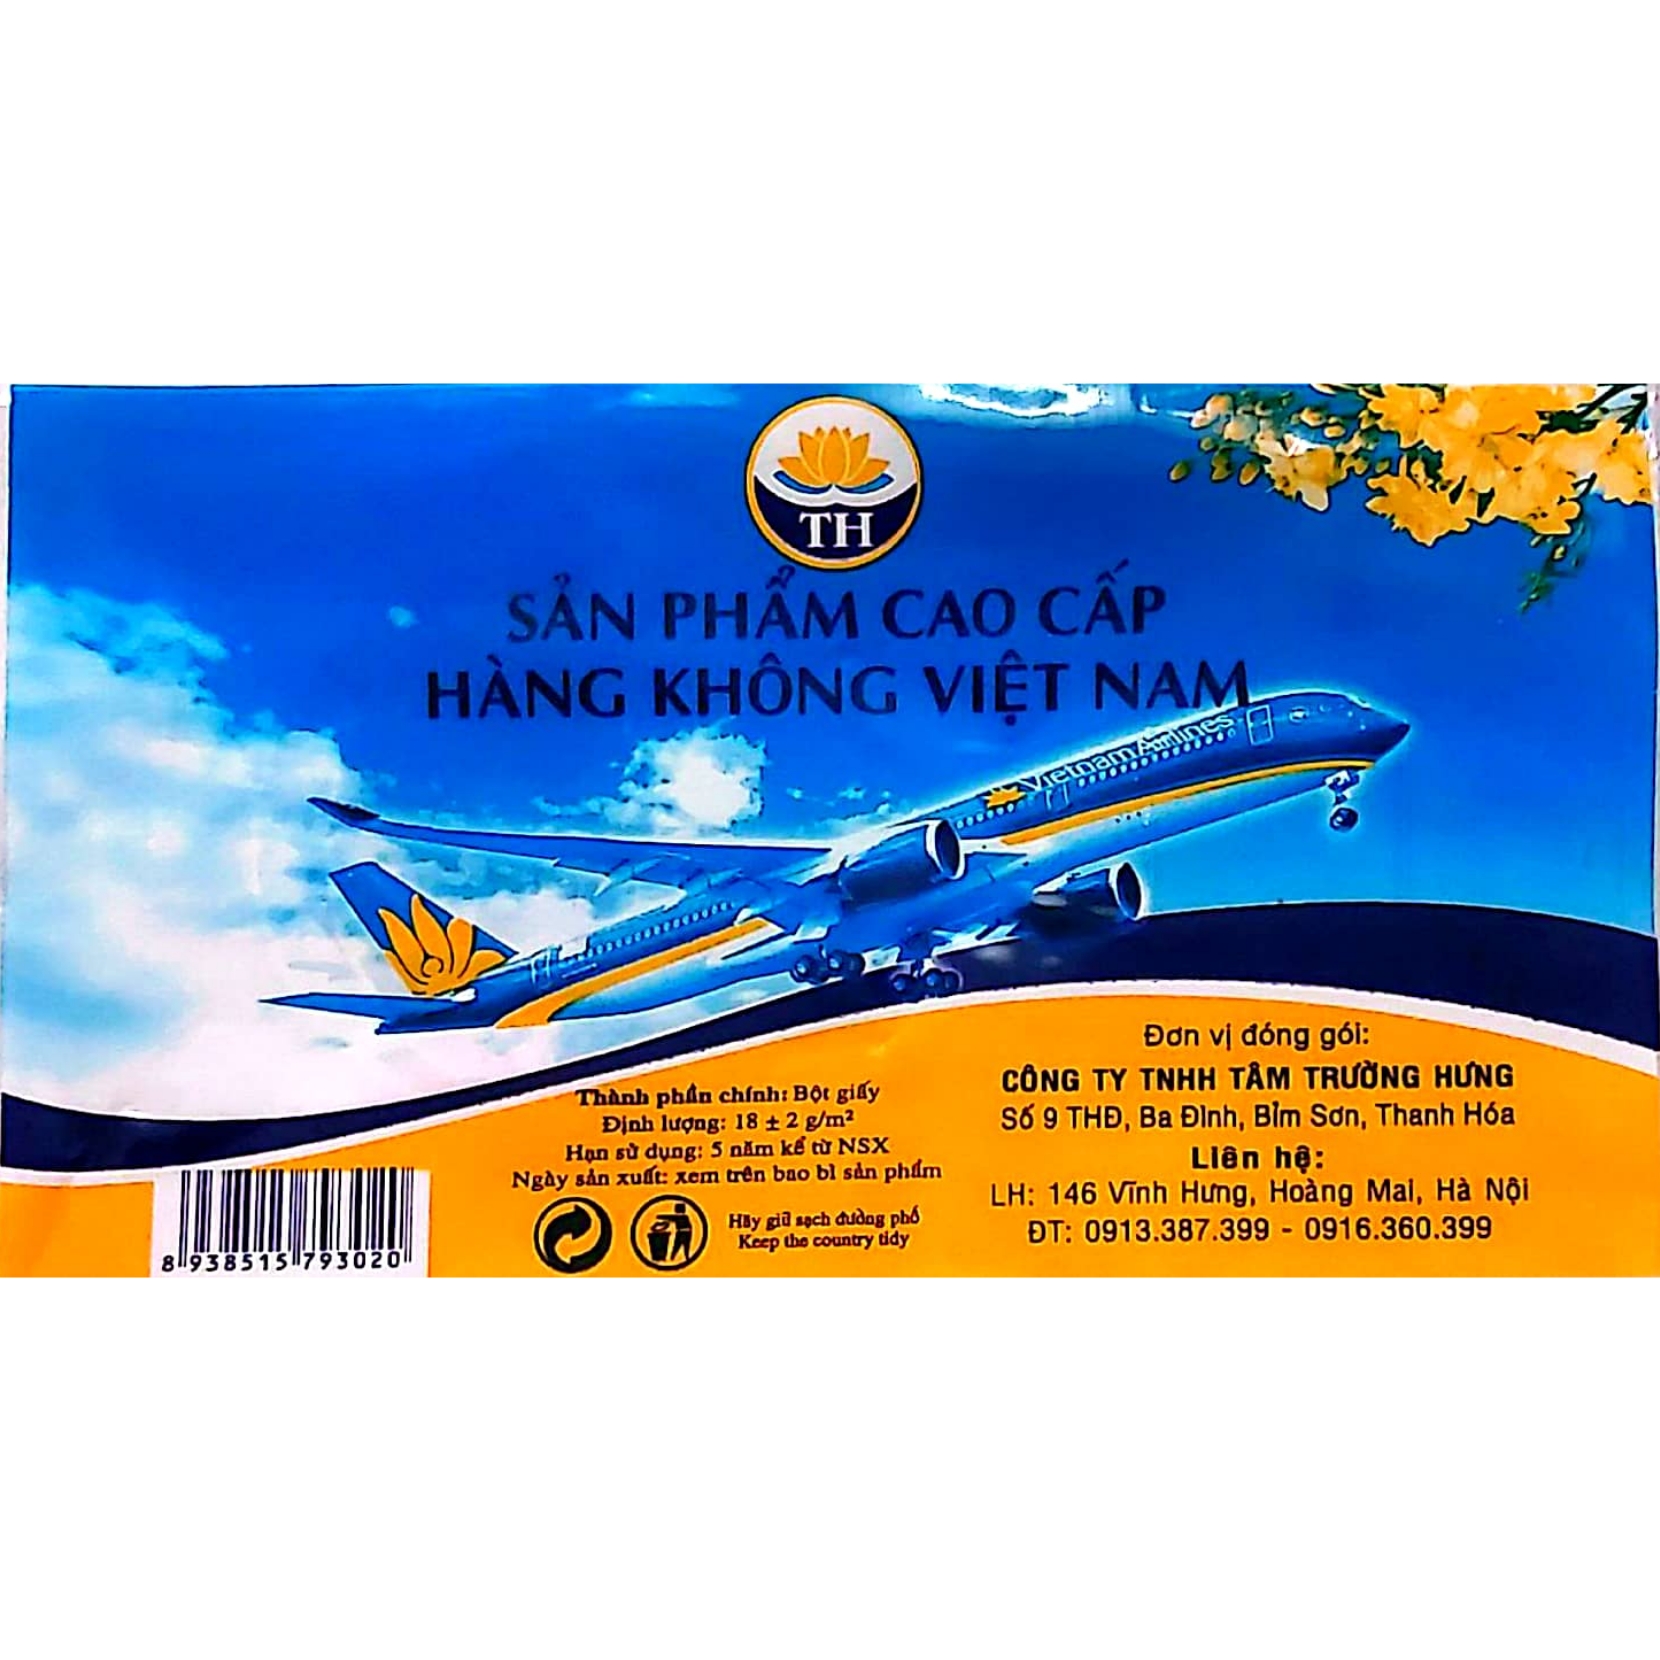 TH
SẢN PHẨM CAO CẤP
HÀNG KHÔNG VIỆT NAM
Vietnam Airlines
Đơn vị đóng gói:
CÔNG TY TNHH TÂM TRƯỜNG HƯNG
Số 9 THĐ, Ba Đình, Bỉm Sơn, Thanh Hóa
Liên hệ:
LH: 146 Vĩnh Hưng, Hoàng Mai, Hà Nội
ĐT: 0913.387.399 - 0916.360.399
Thành phần chính: Bột giấy
Định lượng: 18 ± 2 g/m²
Hạn sử dụng: 5 năm kể từ NSX
Ngày sản xuất: xem trên bao bì sản phẩm
Hãy giữ sạch đường phố
Keep the country tidy
8 938515 793020